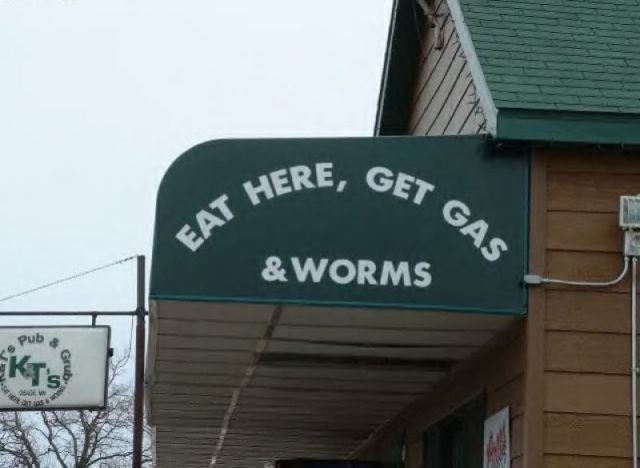 EAT HERE, GET GAS
& WORMS
Pub & Grub
KT's